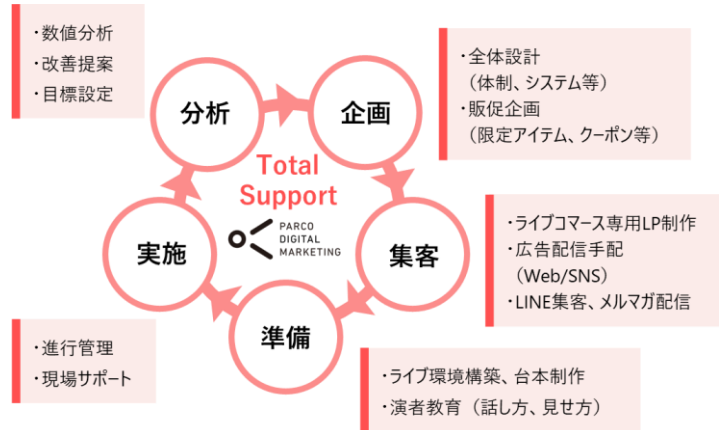 ・数値分析
・改善提案
・目標設定
分析
企画
・全体設計
（体制、システム等）
・販促企画
（限定アイテム、クーポン等）
Total
Support
PARCO
DIGITAL
MARKETING
実施
集客
・ライブコマース専用LP制作
・広告配信手配
（Web/SNS）
・LINE集客、メルマガ配信
準備
・進行管理
・現場サポート
・ライブ環境構築、台本制作
・演者教育（話し方、見せ方）